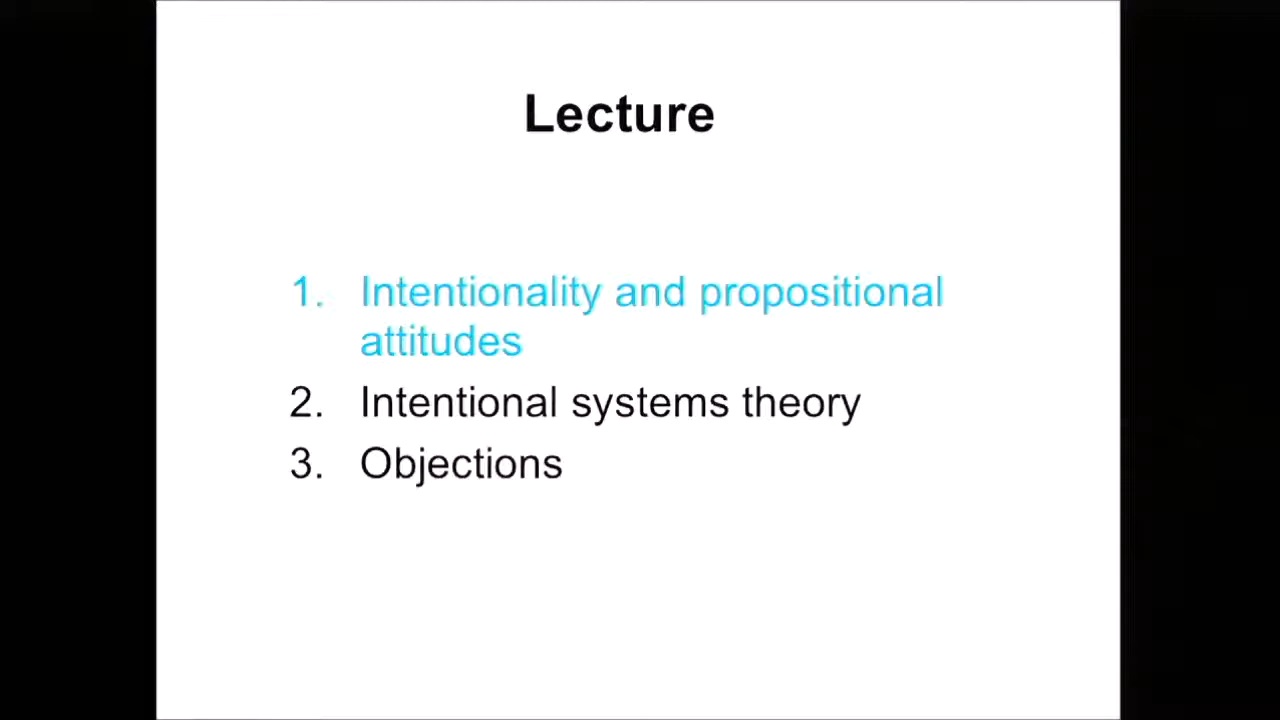 Lecture
1. Intentionality and propositional
attitudes
2. Intentional systems theory
3. Objections